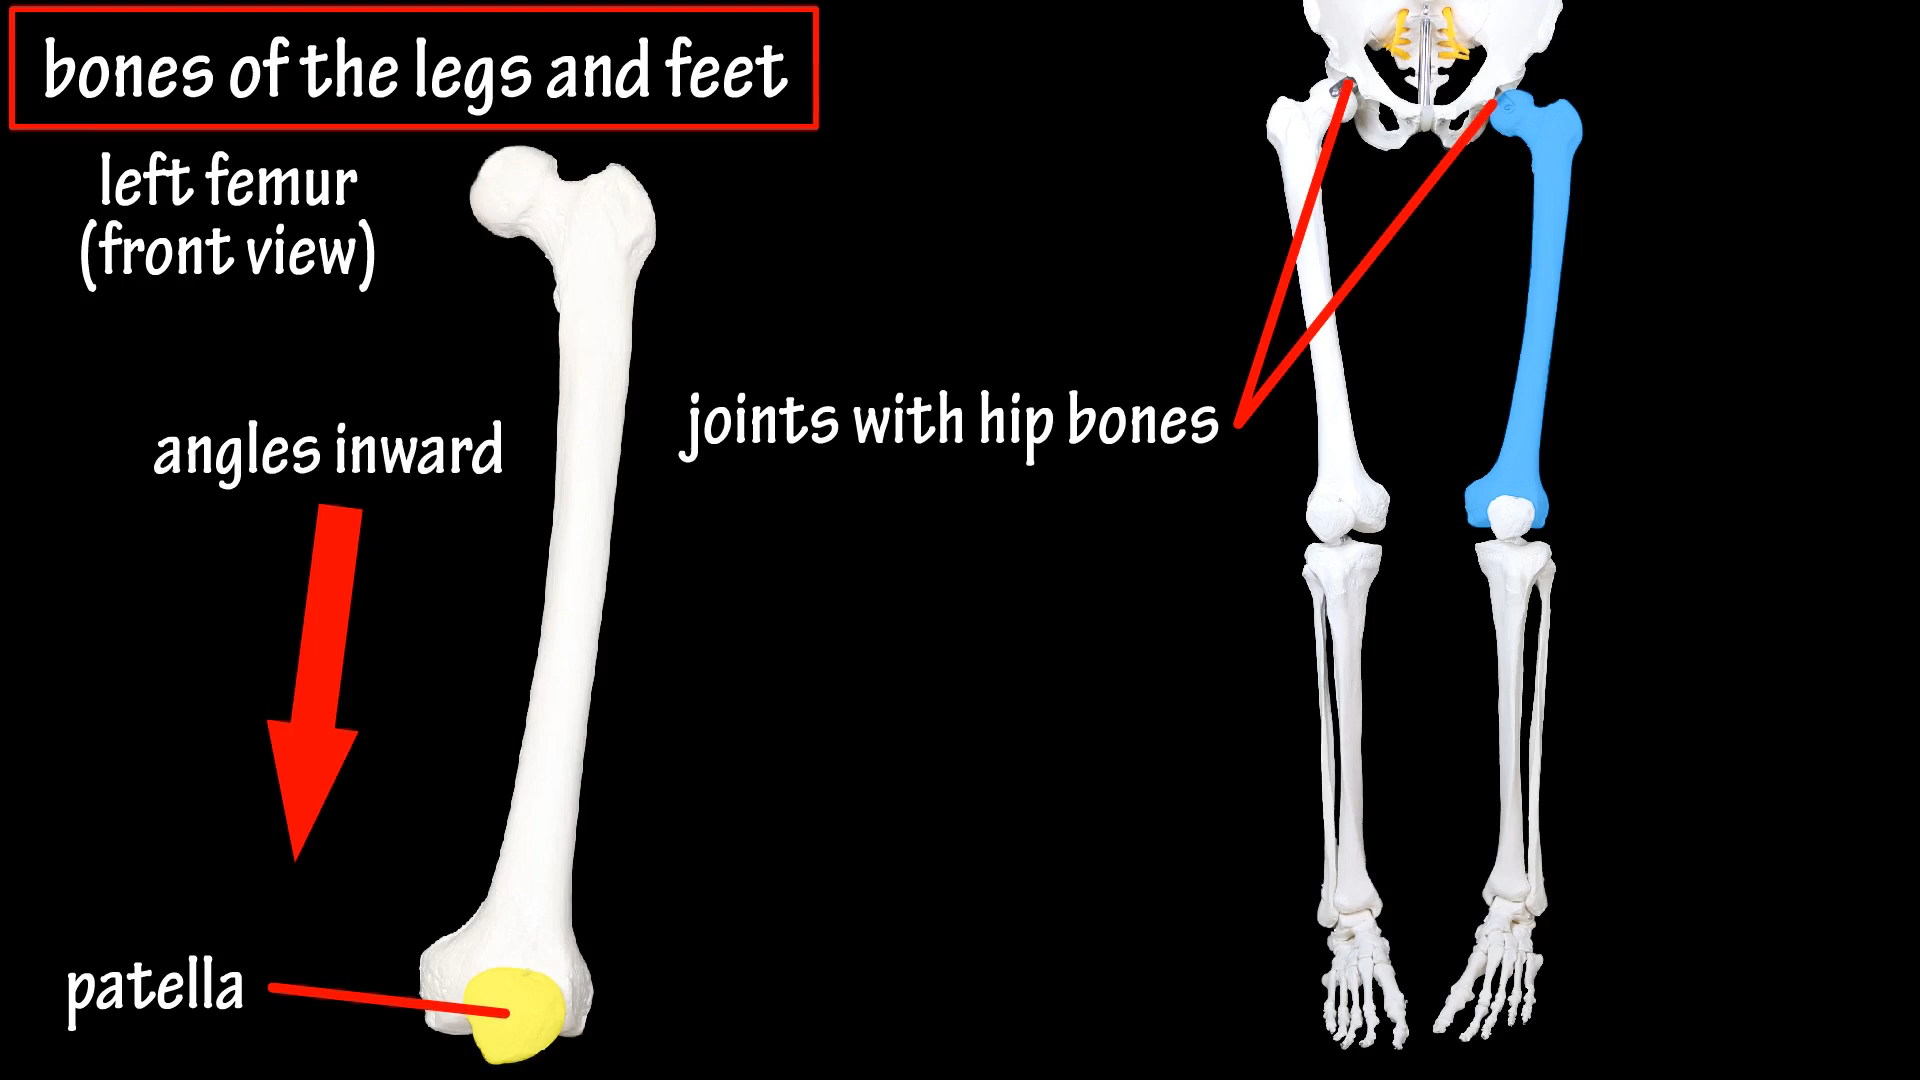 bones of the legs and feet
left femur
(front view)
angles inward
joints with hip bones
patella